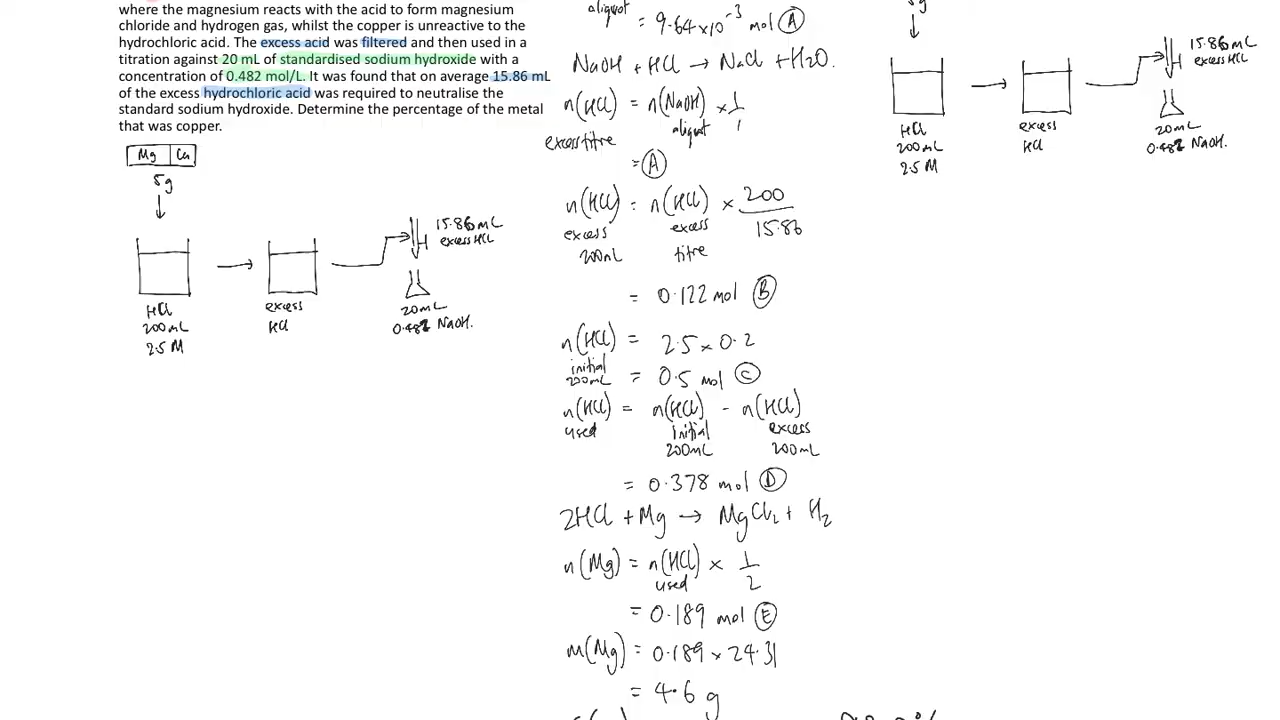 where the magnesium reacts with the acid to form magnesium
chloride and hydrogen gas, whilst the copper is unreactive to the
hydrochloric acid. The excess acid was filtered and then used in a
titration against 20 mL of standardised sodium hydroxide with a
concentration of 0.482 mol/L. It was found that on average 15.86 mL
of the excess hydrochloric acid was required to neutralise the
standard sodium hydroxide. Determine the percentage of the metal
that was copper.
Mg Cu
5g
15.86mL
excess HCl
HCl
200mL
2.5 M
excess
HCl
20mL
0.482 NaOH.
aliquot
= 9.64 x 10⁻³ mol (A)
NaOH + HCl → NaCl + H2O.
n(HCl) = n(NaOH) x 1/1
excess titre aliquot
= (A)
n(HCl) = n(HCl) x 200/15.86
excess excess
200mL titre
= 0.122 mol (B)
n(HCl) = 2.5 x 0.2
initial
200mL = 0.5 mol (C)
n(HCl) = n(HCl) - n(HCl)
used initial excess
200mL 200mL
= 0.378 mol (D)
2HCl + Mg → MgCl2 + H2
n(Mg) = n(HCl) x 1/2
used
= 0.189 mol (E)
m(Mg) = 0.189 x 24.31
= 4.6 g
5g
15.86mL
excess HCl
HCl
200mL
2.5 M
excess
HCl
20mL
0.482 NaOH.